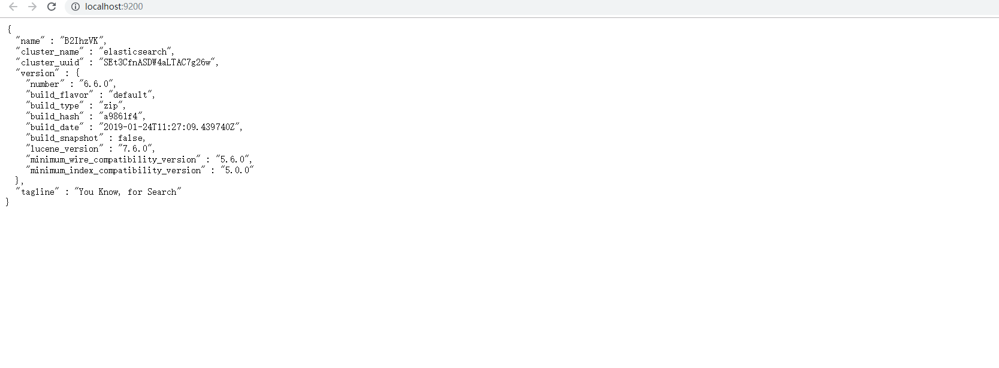 localhost:9200
{
"name" : "B2IhzVK",
"cluster_name" : "elasticsearch",
"cluster_uuid" : "SEt3CfnASDW4aLTAC7g26w",
"version" : {
"number" : "6.6.0",
"build_flavor" : "default",
"build_type" : "zip",
"build_hash" : "a9861f4",
"build_date" : "2019-01-24T11:27:09.439740Z",
"build_snapshot" : false,
"lucene_version" : "7.6.0",
"minimum_wire_compatibility_version" : "5.6.0",
"minimum_index_compatibility_version" : "5.0.0"
},
"tagline" : "You Know, for Search"
}